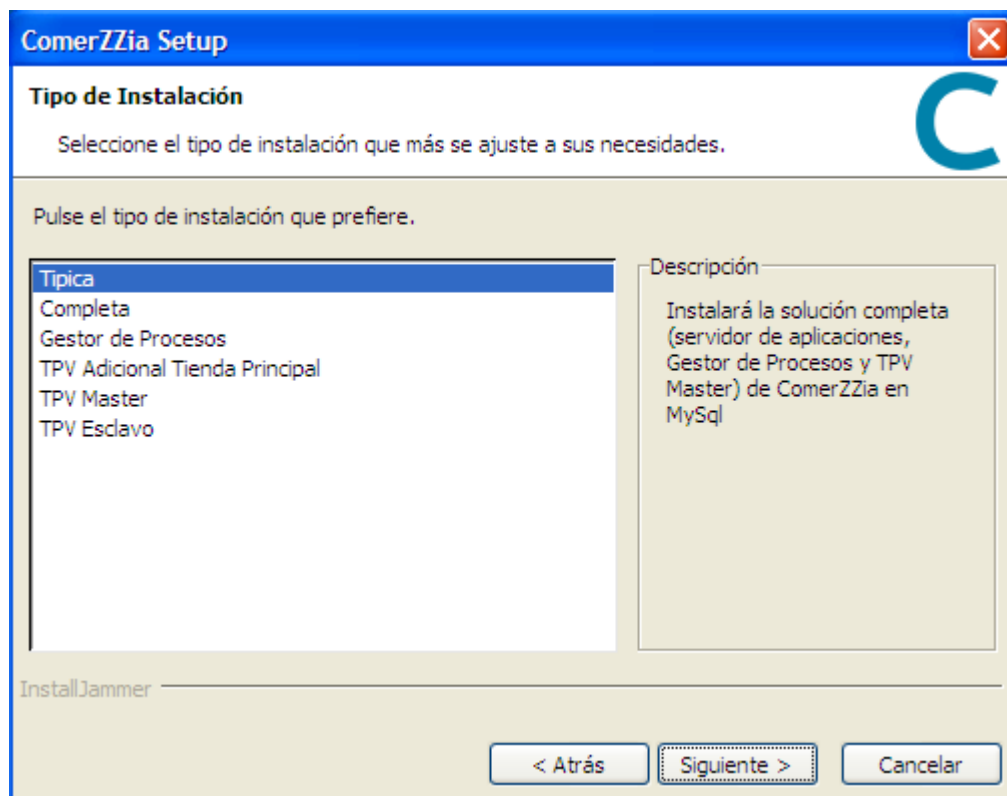 ComerZZia Setup
Tipo de Instalación
Seleccione el tipo de instalación que más se ajuste a sus necesidades.
C
Pulse el tipo de instalación que prefiere.
Tipica
Completa
Gestor de Procesos
TPV Adicional Tienda Principal
TPV Master
TPV Esclavo
Descripción
Instalará la solución completa
(servidor de aplicaciones,
Gestor de Procesos y TPV
Master) de ComerZZia en
MySql
InstallJammer
< Atrás
Siguiente >
Cancelar